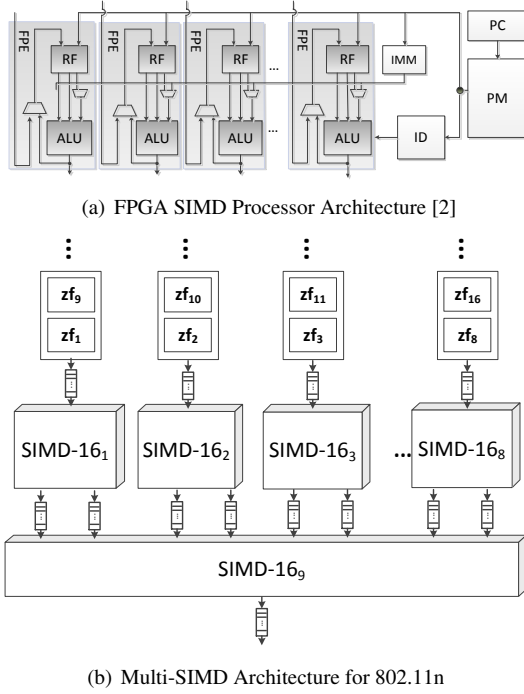 FPE FPE FPE FPE PC
RF RF RF ... RF IMM
PM
ALU ALU ALU ... ALU ID
(a) FPGA SIMD Processor Architecture [2]
⋮ ⋮ ⋮ ⋮
zf₉ zf₁₀ zf₁₁ zf₁₆
zf₁ zf₂ zf₃ zf₈
SIMD-16₁ SIMD-16₂ SIMD-16₃ ... SIMD-16₈
SIMD-16₉
(b) Multi-SIMD Architecture for 802.11n